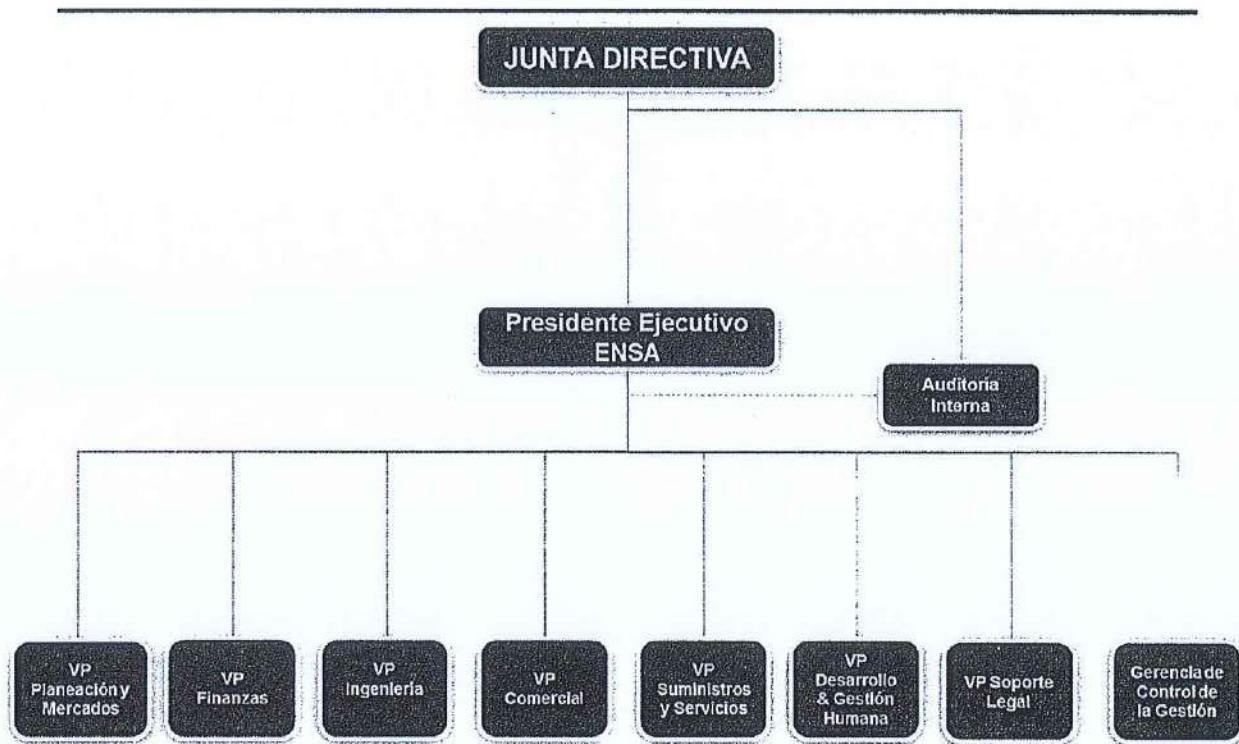 JUNTA DIRECTIVA
Presidente Ejecutivo
ENSA
Auditoría
Interna
VP
Planeación y
Mercados
VP
Finanzas
VP
Ingeniería
VP
Comercial
VP
Suministros
y Servicios
VP
Desarrollo
& Gestión
Humana
VP Soporte
Legal
Gerencia de
Control de
la Gestión